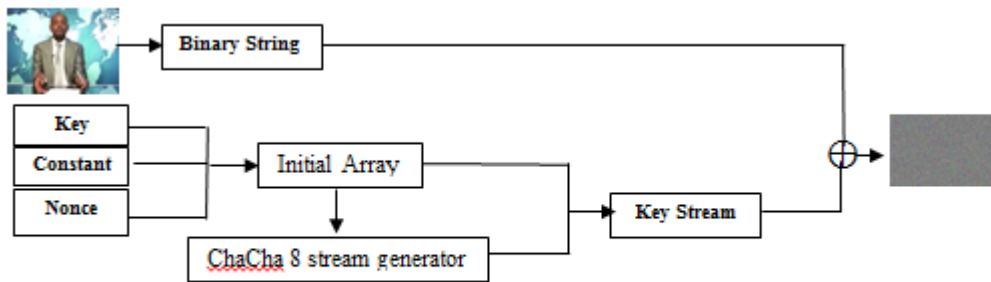 Binary String
Key
Constant
Nonce
Initial Array
ChaCha 8 stream generator
Key Stream